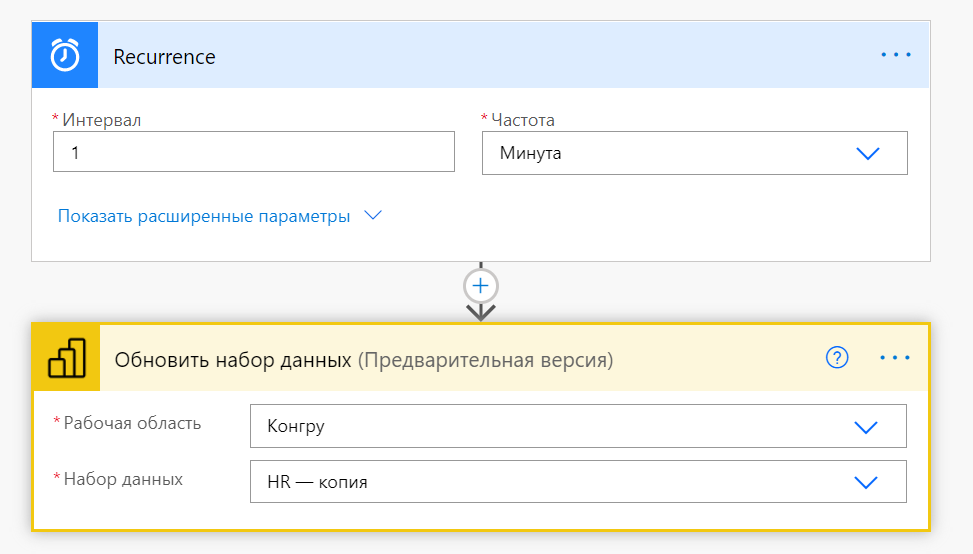 Recurrence
* Интервал
* Частота
1
Минута
Показать расширенные параметры
Обновить набор данных (Предварительная версия)
* Рабочая область
Конгру
* Набор данных
HR — копия